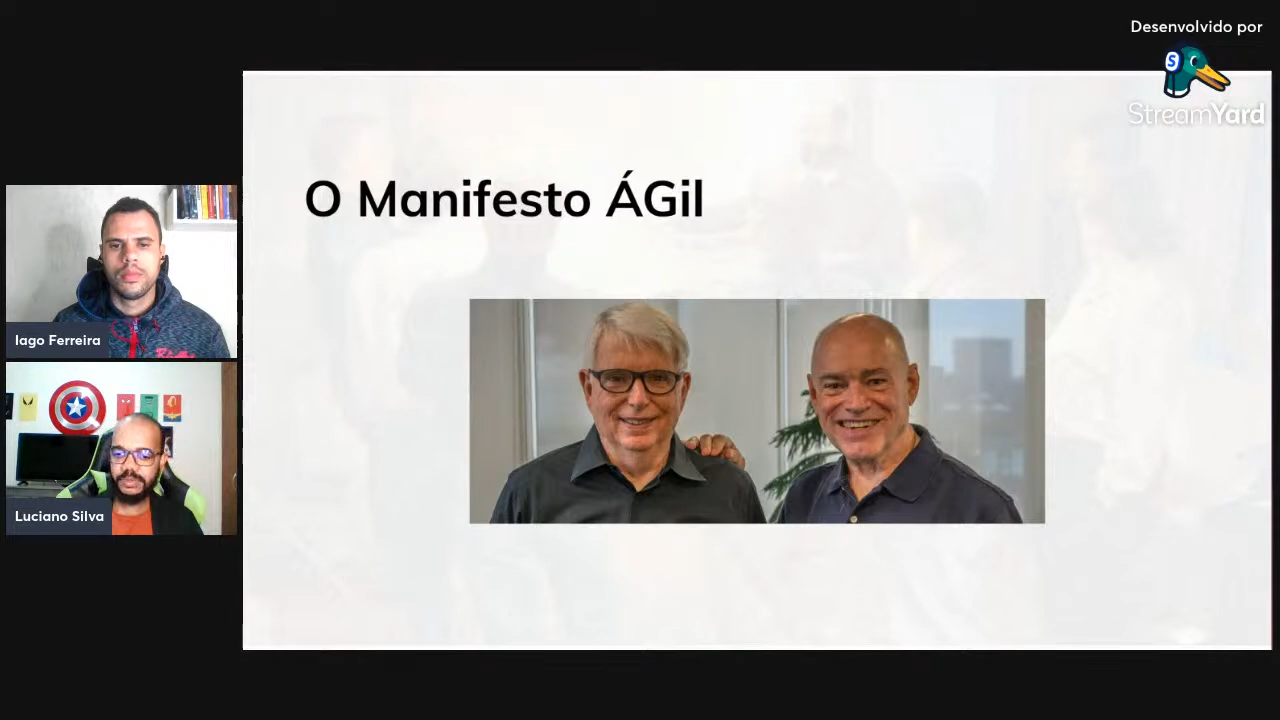 Desenvolvido por
S
StreamYard
O Manifesto ÁGil
Iago Ferreira
Luciano Silva